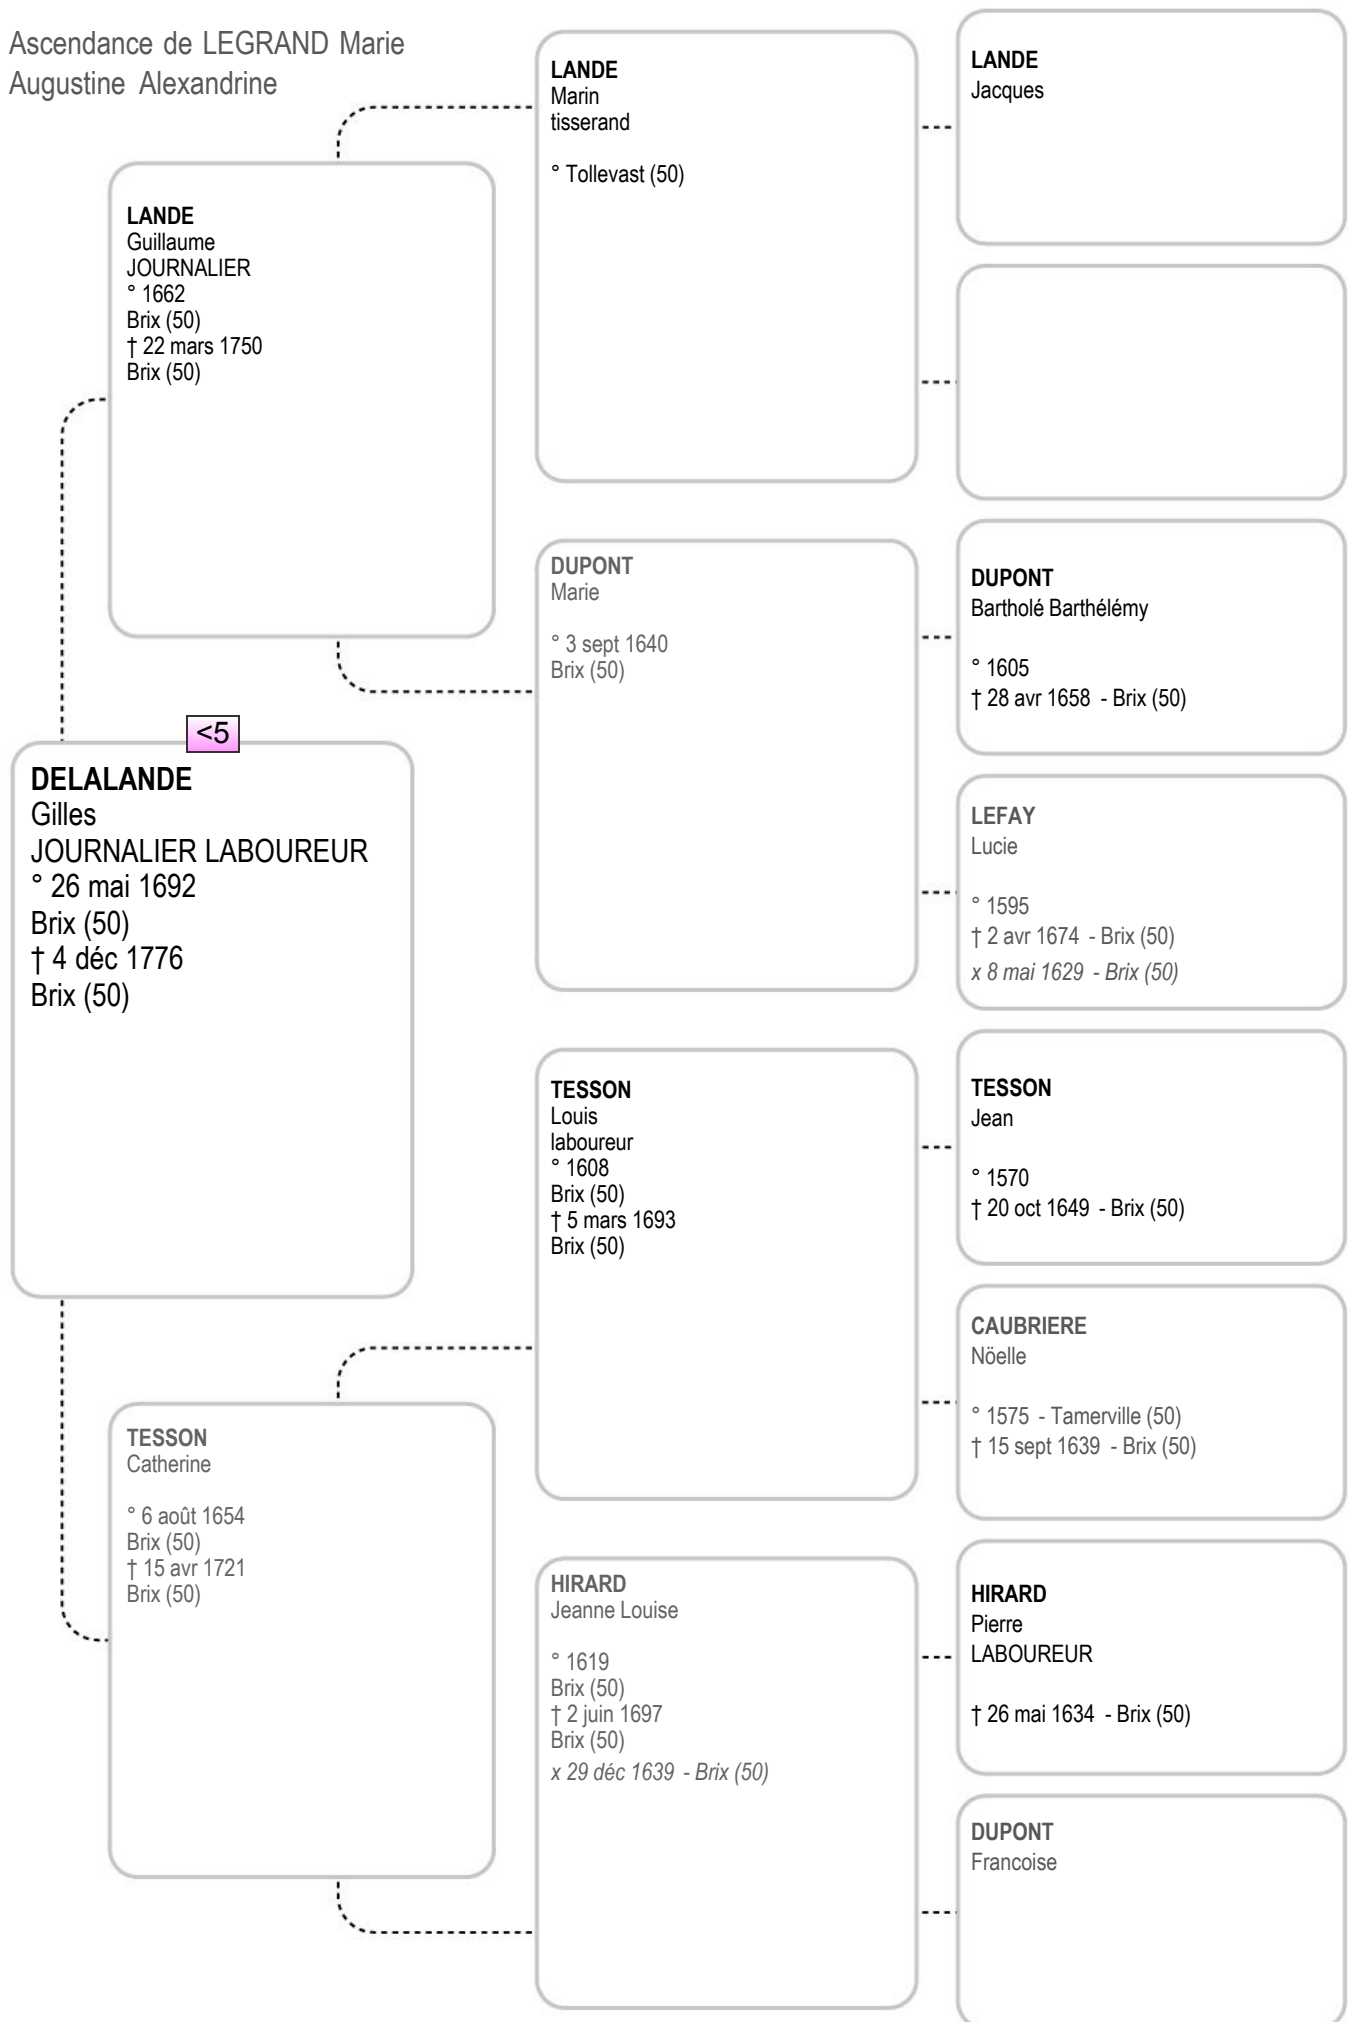 Ascendance de LEGRAND Marie
Augustine Alexandrine
<5
DELALANDE
Gilles
JOURNALIER LABOUREUR
° 26 mai 1692
Brix (50)
† 4 déc 1776
Brix (50)
LANDE
Guillaume
JOURNALIER
° 1662
Brix (50)
† 22 mars 1750
Brix (50)
TESSON
Catherine
° 6 août 1654
Brix (50)
† 15 avr 1721
Brix (50)
LANDE
Marin
tisserand
° Tollevast (50)
DUPONT
Marie
° 3 sept 1640
Brix (50)
TESSON
Louis
laboureur
° 1608
Brix (50)
† 5 mars 1693
Brix (50)
HIRARD
Jeanne Louise
° 1619
Brix (50)
† 2 juin 1697
Brix (50)
x 29 déc 1639 - Brix (50)
LANDE
Jacques
DUPONT
Bartholé Barthélémy
° 1605
† 28 avr 1658 - Brix (50)
LEFAY
Lucie
° 1595
† 2 avr 1674 - Brix (50)
x 8 mai 1629 - Brix (50)
TESSON
Jean
° 1570
† 20 oct 1649 - Brix (50)
CAUBRIERE
Nöelle
° 1575 - Tamerville (50)
† 15 sept 1639 - Brix (50)
HIRARD
Pierre
LABOUREUR
† 26 mai 1634 - Brix (50)
DUPONT
Francoise